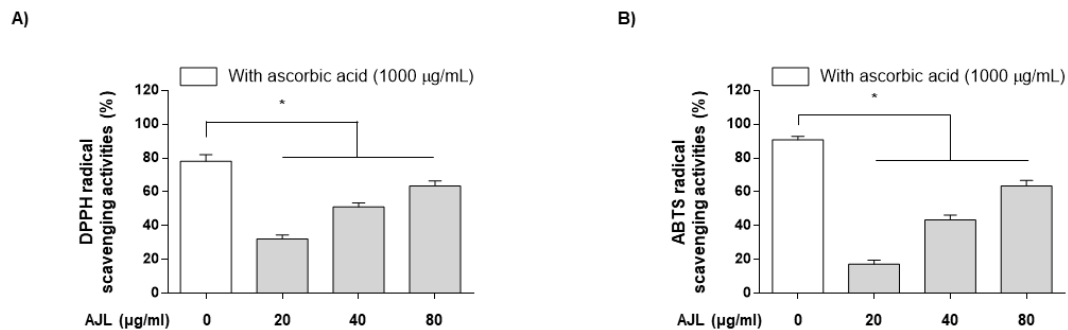 A)
With ascorbic acid (1000 μg/mL)
*
DPPH radical
scavenging activities (%)
120
100
80
60
40
20
0
AJL (μg/ml) 0 20 40 80
B)
With ascorbic acid (1000 μg/mL)
*
ABTS radical
scavenging activities (%)
120
100
80
60
40
20
0
AJL (μg/ml) 0 20 40 80